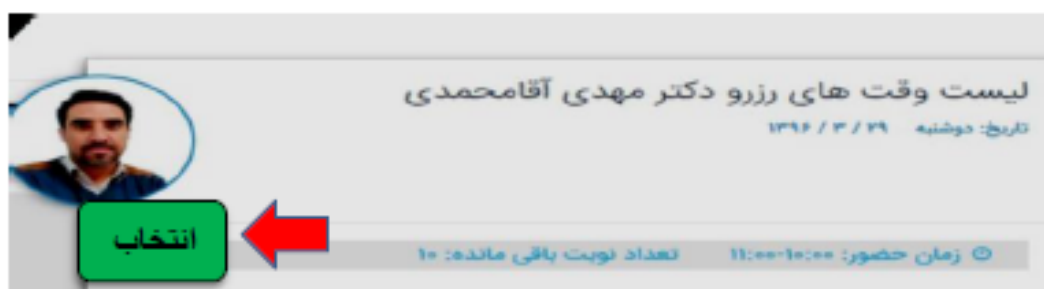 لیست وقت های رزرو دکتر مهدی آقامحمدی
تاریخ: دوشنبه ۲۹ / ۳ / ۱۳۹۶
انتخاب
زمان حضور: ۱۰:۰۰-۱۱:۰۰ تعداد نوبت باقی مانده: ۱۰